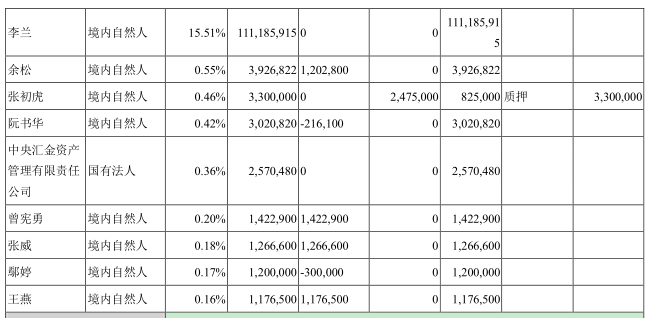 李兰 境内自然人 15.51% 111,185,915 0 0 111,185,91
5
余松 境内自然人 0.55% 3,926,822 1,202,800 0 3,926,822
张初虎 境内自然人 0.46% 3,300,000 0 2,475,000 825,000 质押 3,300,000
阮书华 境内自然人 0.42% 3,020,820 -216,100 0 3,020,820
中央汇金资产
管理有限责任
公司 国有法人 0.36% 2,570,480 0 0 2,570,480
曾宪勇 境内自然人 0.20% 1,422,900 1,422,900 0 1,422,900
张威 境内自然人 0.18% 1,266,600 1,266,600 0 1,266,600
鄢婷 境内自然人 0.17% 1,200,000 -300,000 0 1,200,000
王燕 境内自然人 0.16% 1,176,500 1,176,500 0 1,176,500